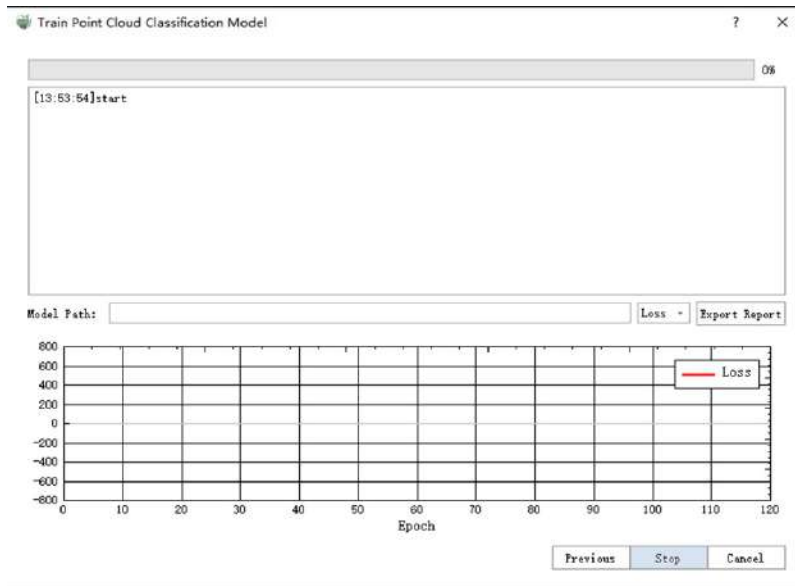 Train Point Cloud Classification Model ? ×
0%
[13:53:54]start
Model Path: Loss Export Report
800
600
400
200
0
-200
-400
-600
-800
Loss
0 10 20 30 40 50 60 70 80 90 100 110 120
Epoch
Previous Stop Cancel